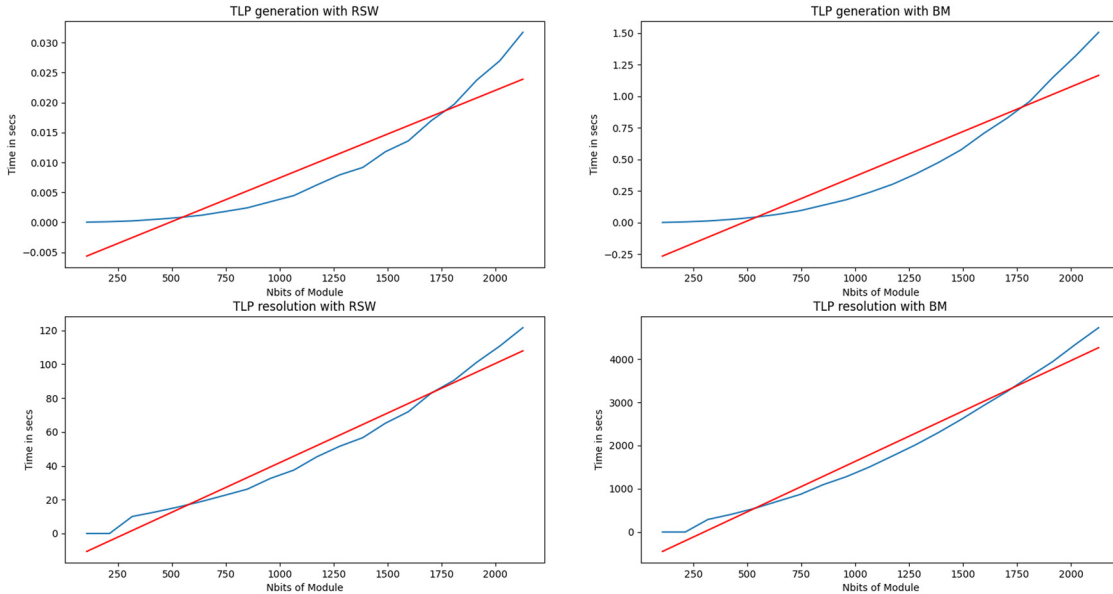 TLP generation with RSW
0.030
0.025
0.020
0.015
0.010
0.005
0.000
−0.005
Time in secs
250 500 750 1000 1250 1500 1750 2000
Nbits of Module
TLP generation with BM
1.50
1.25
1.00
0.75
0.50
0.25
0.00
−0.25
Time in secs
250 500 750 1000 1250 1500 1750 2000
Nbits of Module
TLP resolution with RSW
120
100
80
60
40
20
0
Time in secs
250 500 750 1000 1250 1500 1750 2000
Nbits of Module
TLP resolution with BM
4000
3000
2000
1000
0
Time in secs
250 500 750 1000 1250 1500 1750 2000
Nbits of Module